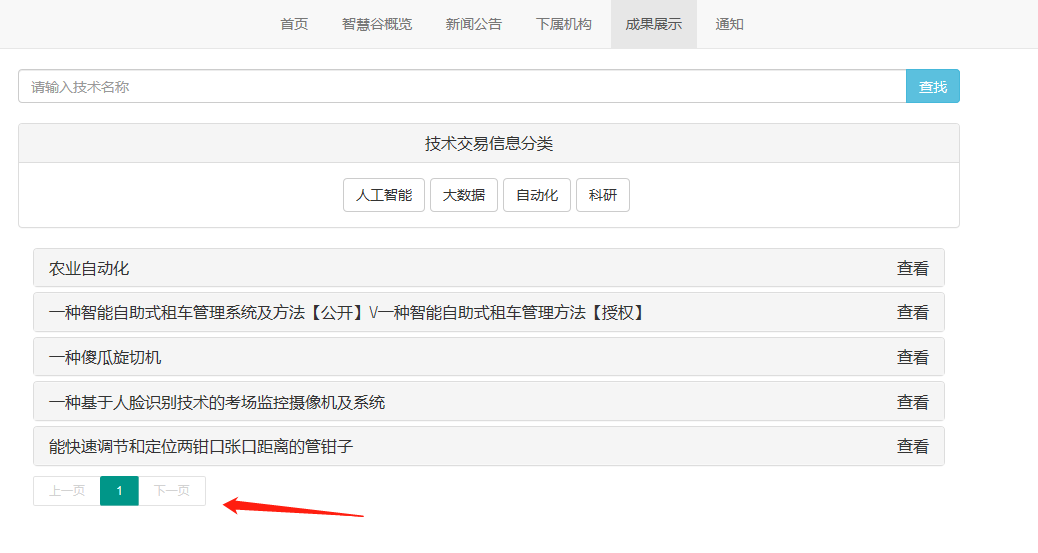 首页 智慧谷概览 新闻公告 下属机构 成果展示 通知
请输入技术名称 查找
技术交易信息分类
人工智能 大数据 自动化 科研
农业自动化 查看
一种智能自助式租车管理系统及方法【公开】\/一种智能自助式租车管理方法【授权】 查看
一种傻瓜旋切机 查看
一种基于人脸识别技术的考场监控摄像机及系统 查看
能快速调节和定位两钳口张口距离的管钳子 查看
上一页 1 下一页